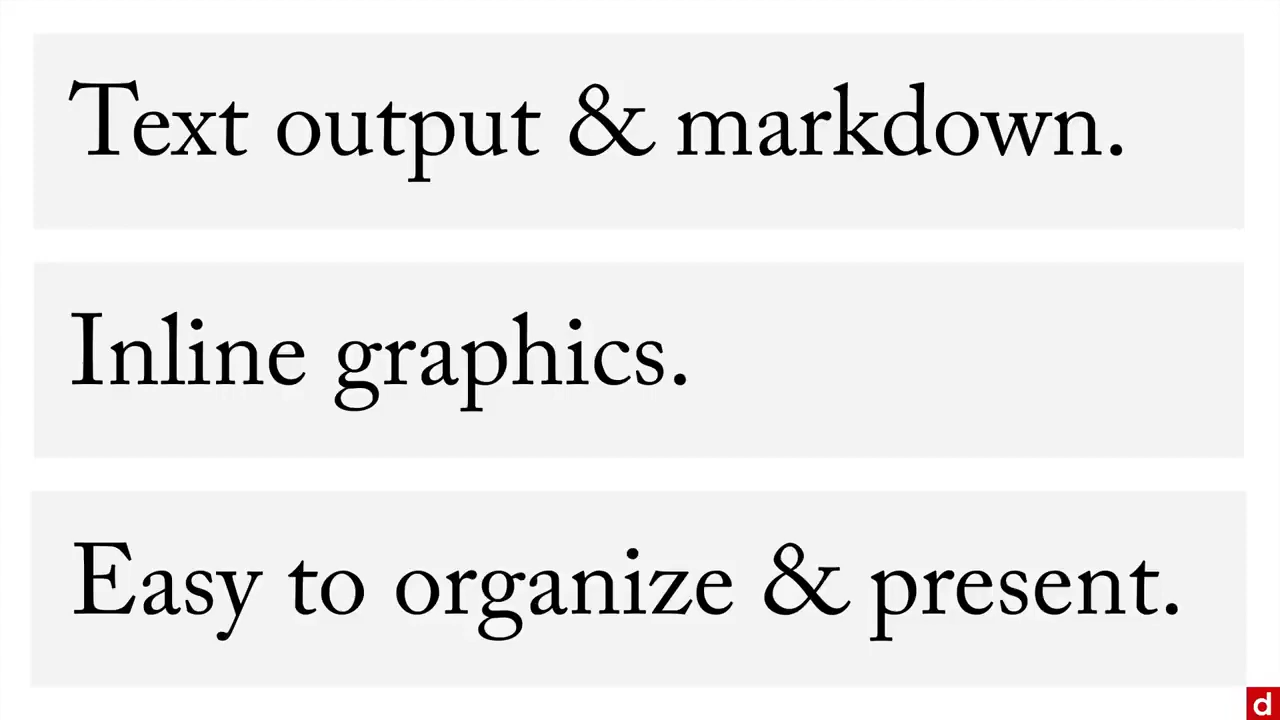 Text output & markdown.
Inline graphics.
Easy to organize & present.
d